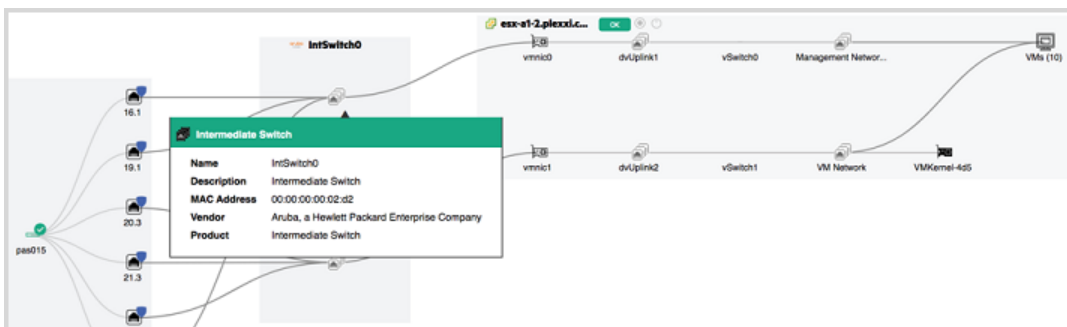 esx-a1-2.plexxi.c...
OK
IntSwitch0
vmnic0
dvUplink1
vSwitch0
Management Networ...
VMs (10)
16.1
Intermediate Switch
Name IntSwitch0
Description Intermediate Switch
MAC Address 00:00:00:00:02:d2
Vendor Aruba, a Hewlett Packard Enterprise Company
Product Intermediate Switch
19.1
vmnic1
dvUplink2
vSwitch1
VM Network
VMKernel-4d5
20.3
pas015
21.3